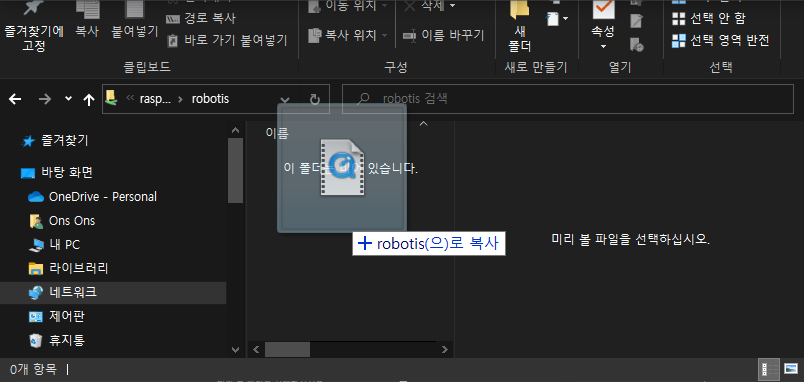 즐겨찾기에
고정
복사
붙여넣기
경로 복사
바로 가기 붙여넣기
클립보드
이동 위치
복사 위치
삭제
이름 바꾸기
구성
새
폴더
새로 만들기
속성
열기
선택 안 함
선택 영역 반전
선택
rasp... robotis
robotis 검색
즐겨찾기
바탕 화면
OneDrive - Personal
Ons Ons
내 PC
라이브러리
네트워크
제어판
휴지통
이름
이 폴더 있습니다.
robotis(으)로 복사
미리 볼 파일을 선택하십시오.
0개 항목